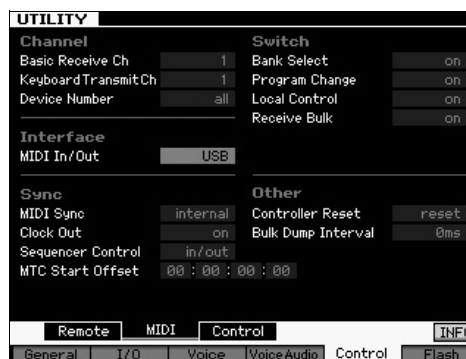 UTILITY
Channel
Basic Receive Ch 1
Keyboard TransmitCh 1
Device Number all
Interface
MIDI In/Out USB
Sync
MIDI Sync internal
Clock Out on
Sequencer Control in/out
MTC Start Offset 00 : 00 : 00 : 00
Switch
Bank Select on
Program Change on
Local Control on
Receive Bulk on
Other
Controller Reset reset
Bulk Dump Interval 0ms
Remote MIDI Control INF
General I/O Voice Voice Audio Control Flash